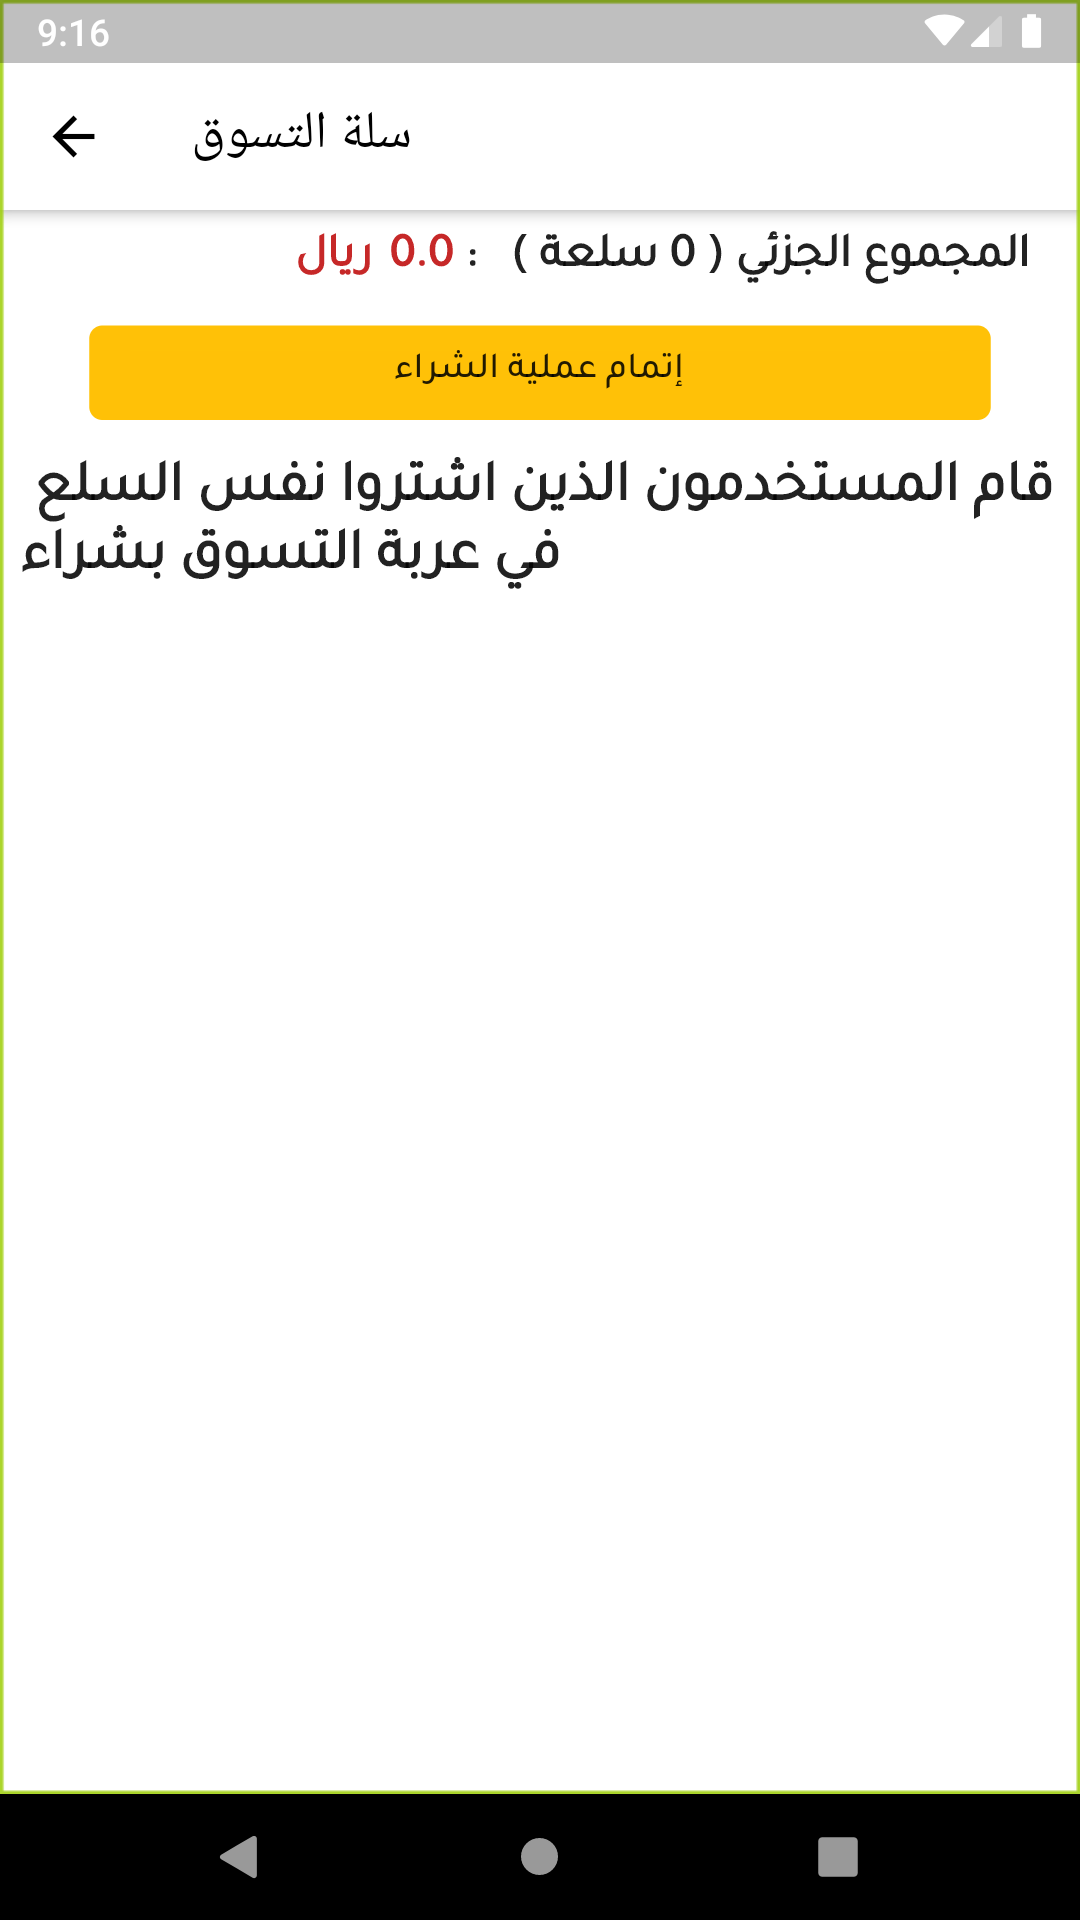 9:16
سلة التسوق
المجموع الجزئي ( 0 سلعة ) : 0.0 ريال
إتمام عملية الشراء
قام المستخدمون الذين اشتروا نفس السلع
في عربة التسوق بشراء